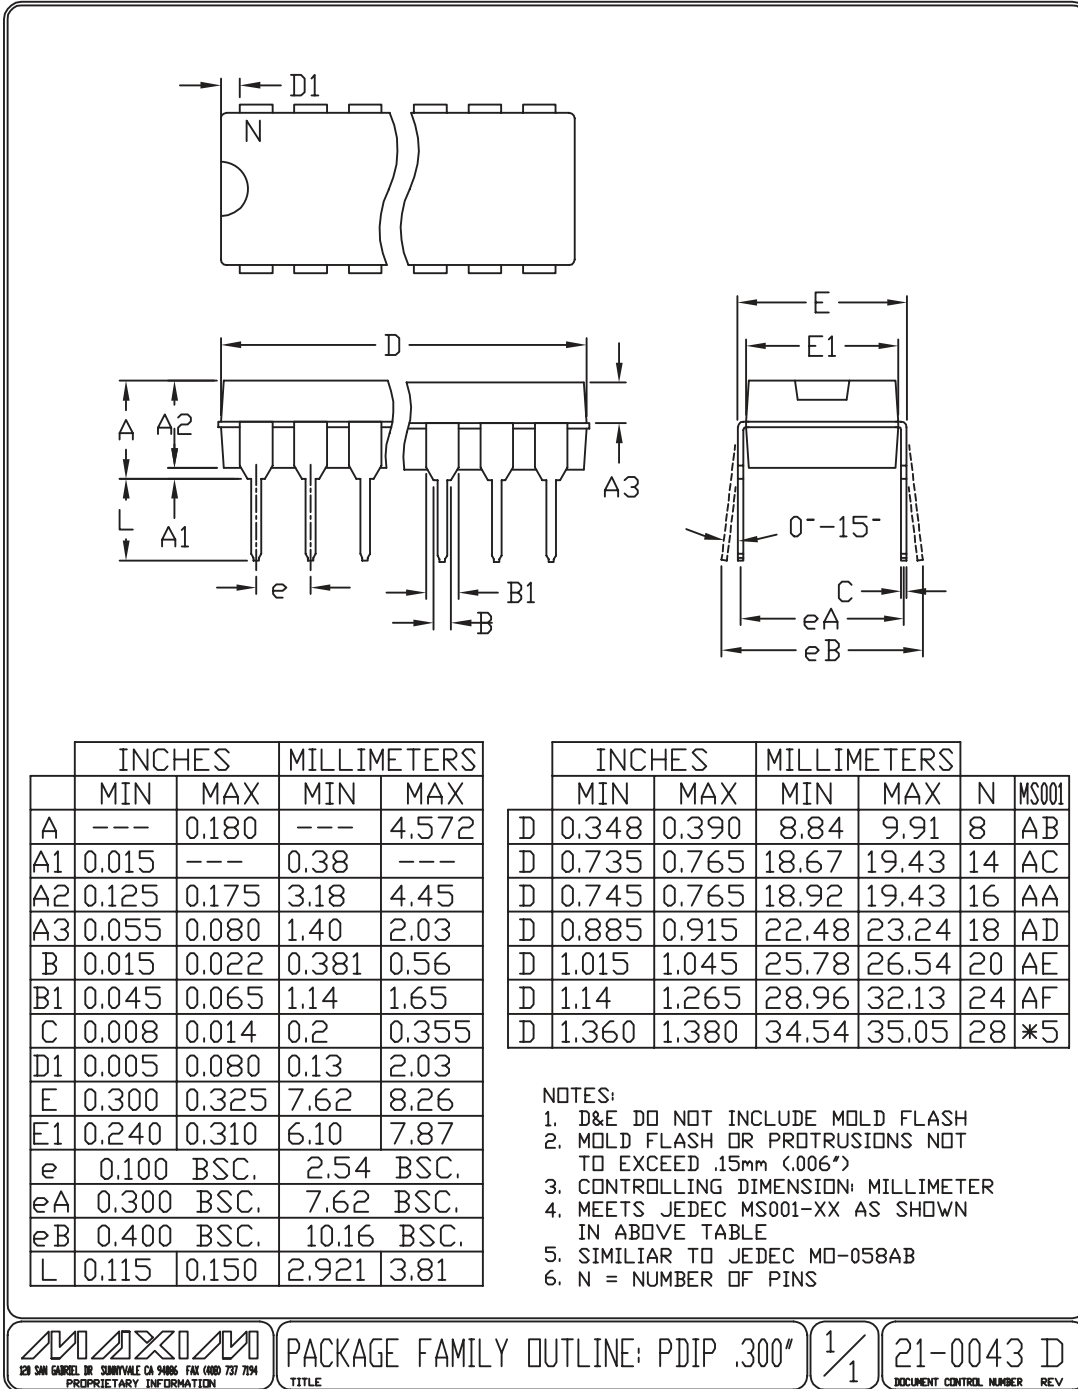 D1
N
D
E
E1
A
A2
A3
L
A1
0°-15°
e
B1
B
C
eA
eB
INCHES MILLIMETERS
MIN MAX MIN MAX
A --- 0.180 --- 4.572
A1 0.015 --- 0.38 ---
A2 0.125 0.175 3.18 4.45
A3 0.055 0.080 1.40 2.03
B 0.015 0.022 0.381 0.56
B1 0.045 0.065 1.14 1.65
C 0.008 0.014 0.2 0.355
D1 0.005 0.080 0.13 2.03
E 0.300 0.325 7.62 8.26
E1 0.240 0.310 6.10 7.87
e 0.100 BSC. 2.54 BSC.
eA 0.300 BSC. 7.62 BSC.
eB 0.400 BSC. 10.16 BSC.
L 0.115 0.150 2.921 3.81
INCHES MILLIMETERS
MIN MAX MIN MAX N MS001
D 0.348 0.390 8.84 9.91 8 AB
D 0.735 0.765 18.67 19.43 14 AC
D 0.745 0.765 18.92 19.43 16 AA
D 0.885 0.915 22.48 23.24 18 AD
D 1.015 1.045 25.78 26.54 20 AE
D 1.14 1.265 28.96 32.13 24 AF
D 1.360 1.380 34.54 35.05 28 *5
NOTES:
1. D&E DO NOT INCLUDE MOLD FLASH
2. MOLD FLASH OR PROTRUSIONS NOT
TO EXCEED .15mm (.006")
3. CONTROLLING DIMENSION: MILLIMETER
4. MEETS JEDEC MS001-XX AS SHOWN
IN ABOVE TABLE
5. SIMILIAR TO JEDEC MO-058AB
6. N = NUMBER OF PINS
MAXIM
120 SAN GABRIEL DR SUNNYVALE CA 94086 FAX (408) 737 7194
PROPRIETARY INFORMATION
PACKAGE FAMILY OUTLINE: PDIP .300"
TITLE
1/1
21-0043 D
DOCUMENT CONTROL NUMBER REV